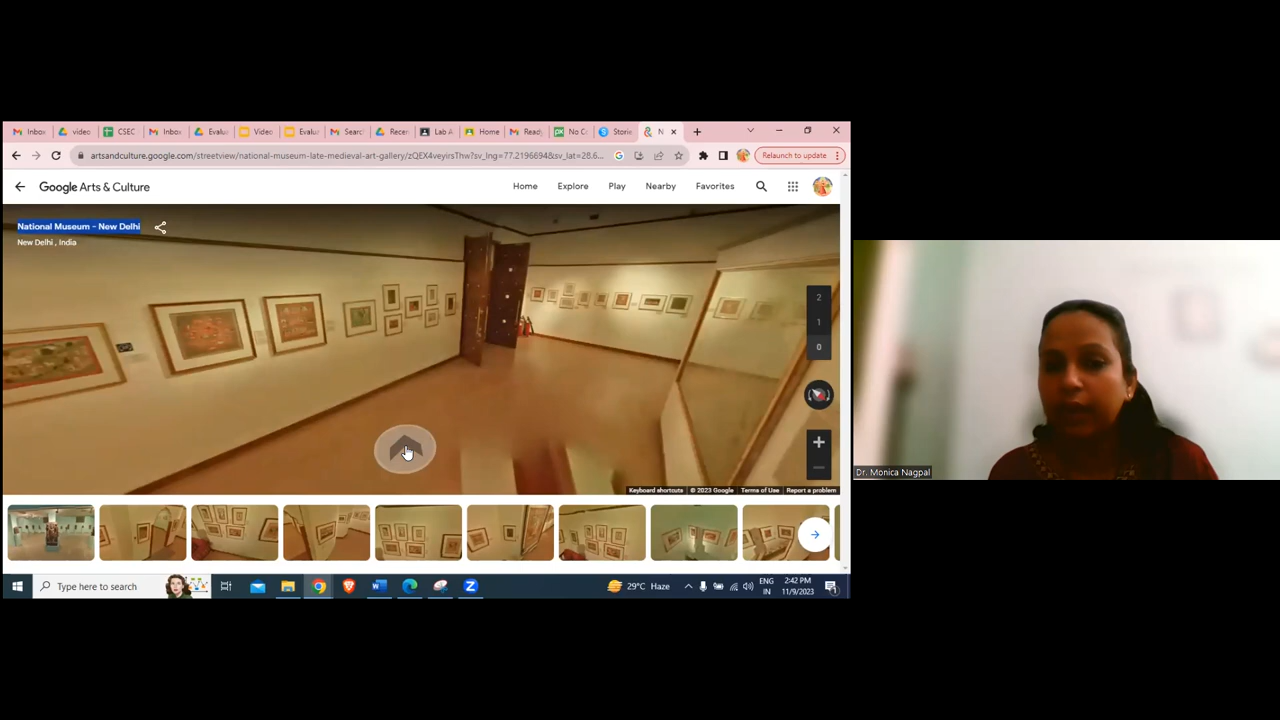 Inbo
video
CSEC
Inbo
Evalu
Video
Evalu
Searc
Recen
Lab A
Home
Ready
No C
Storie
N
artsandculture.google.com/streetview/national-museum-late-medieval-art-gallery/zQEX4veyirsThw?sv_lng=77.2196694&sv_lat=28.6...
Relaunch to update
Google Arts & Culture
Home
Explore
Play
Nearby
Favorites
National Museum - New Delhi
New Delhi , India
2
1
0
Keyboard shortcuts
© 2023 Google
Terms of Use
Report a problem
Dr. Monica Nagpal
Type here to search
29°C Haze
ENG
IN
2:42 PM
11/9/2023